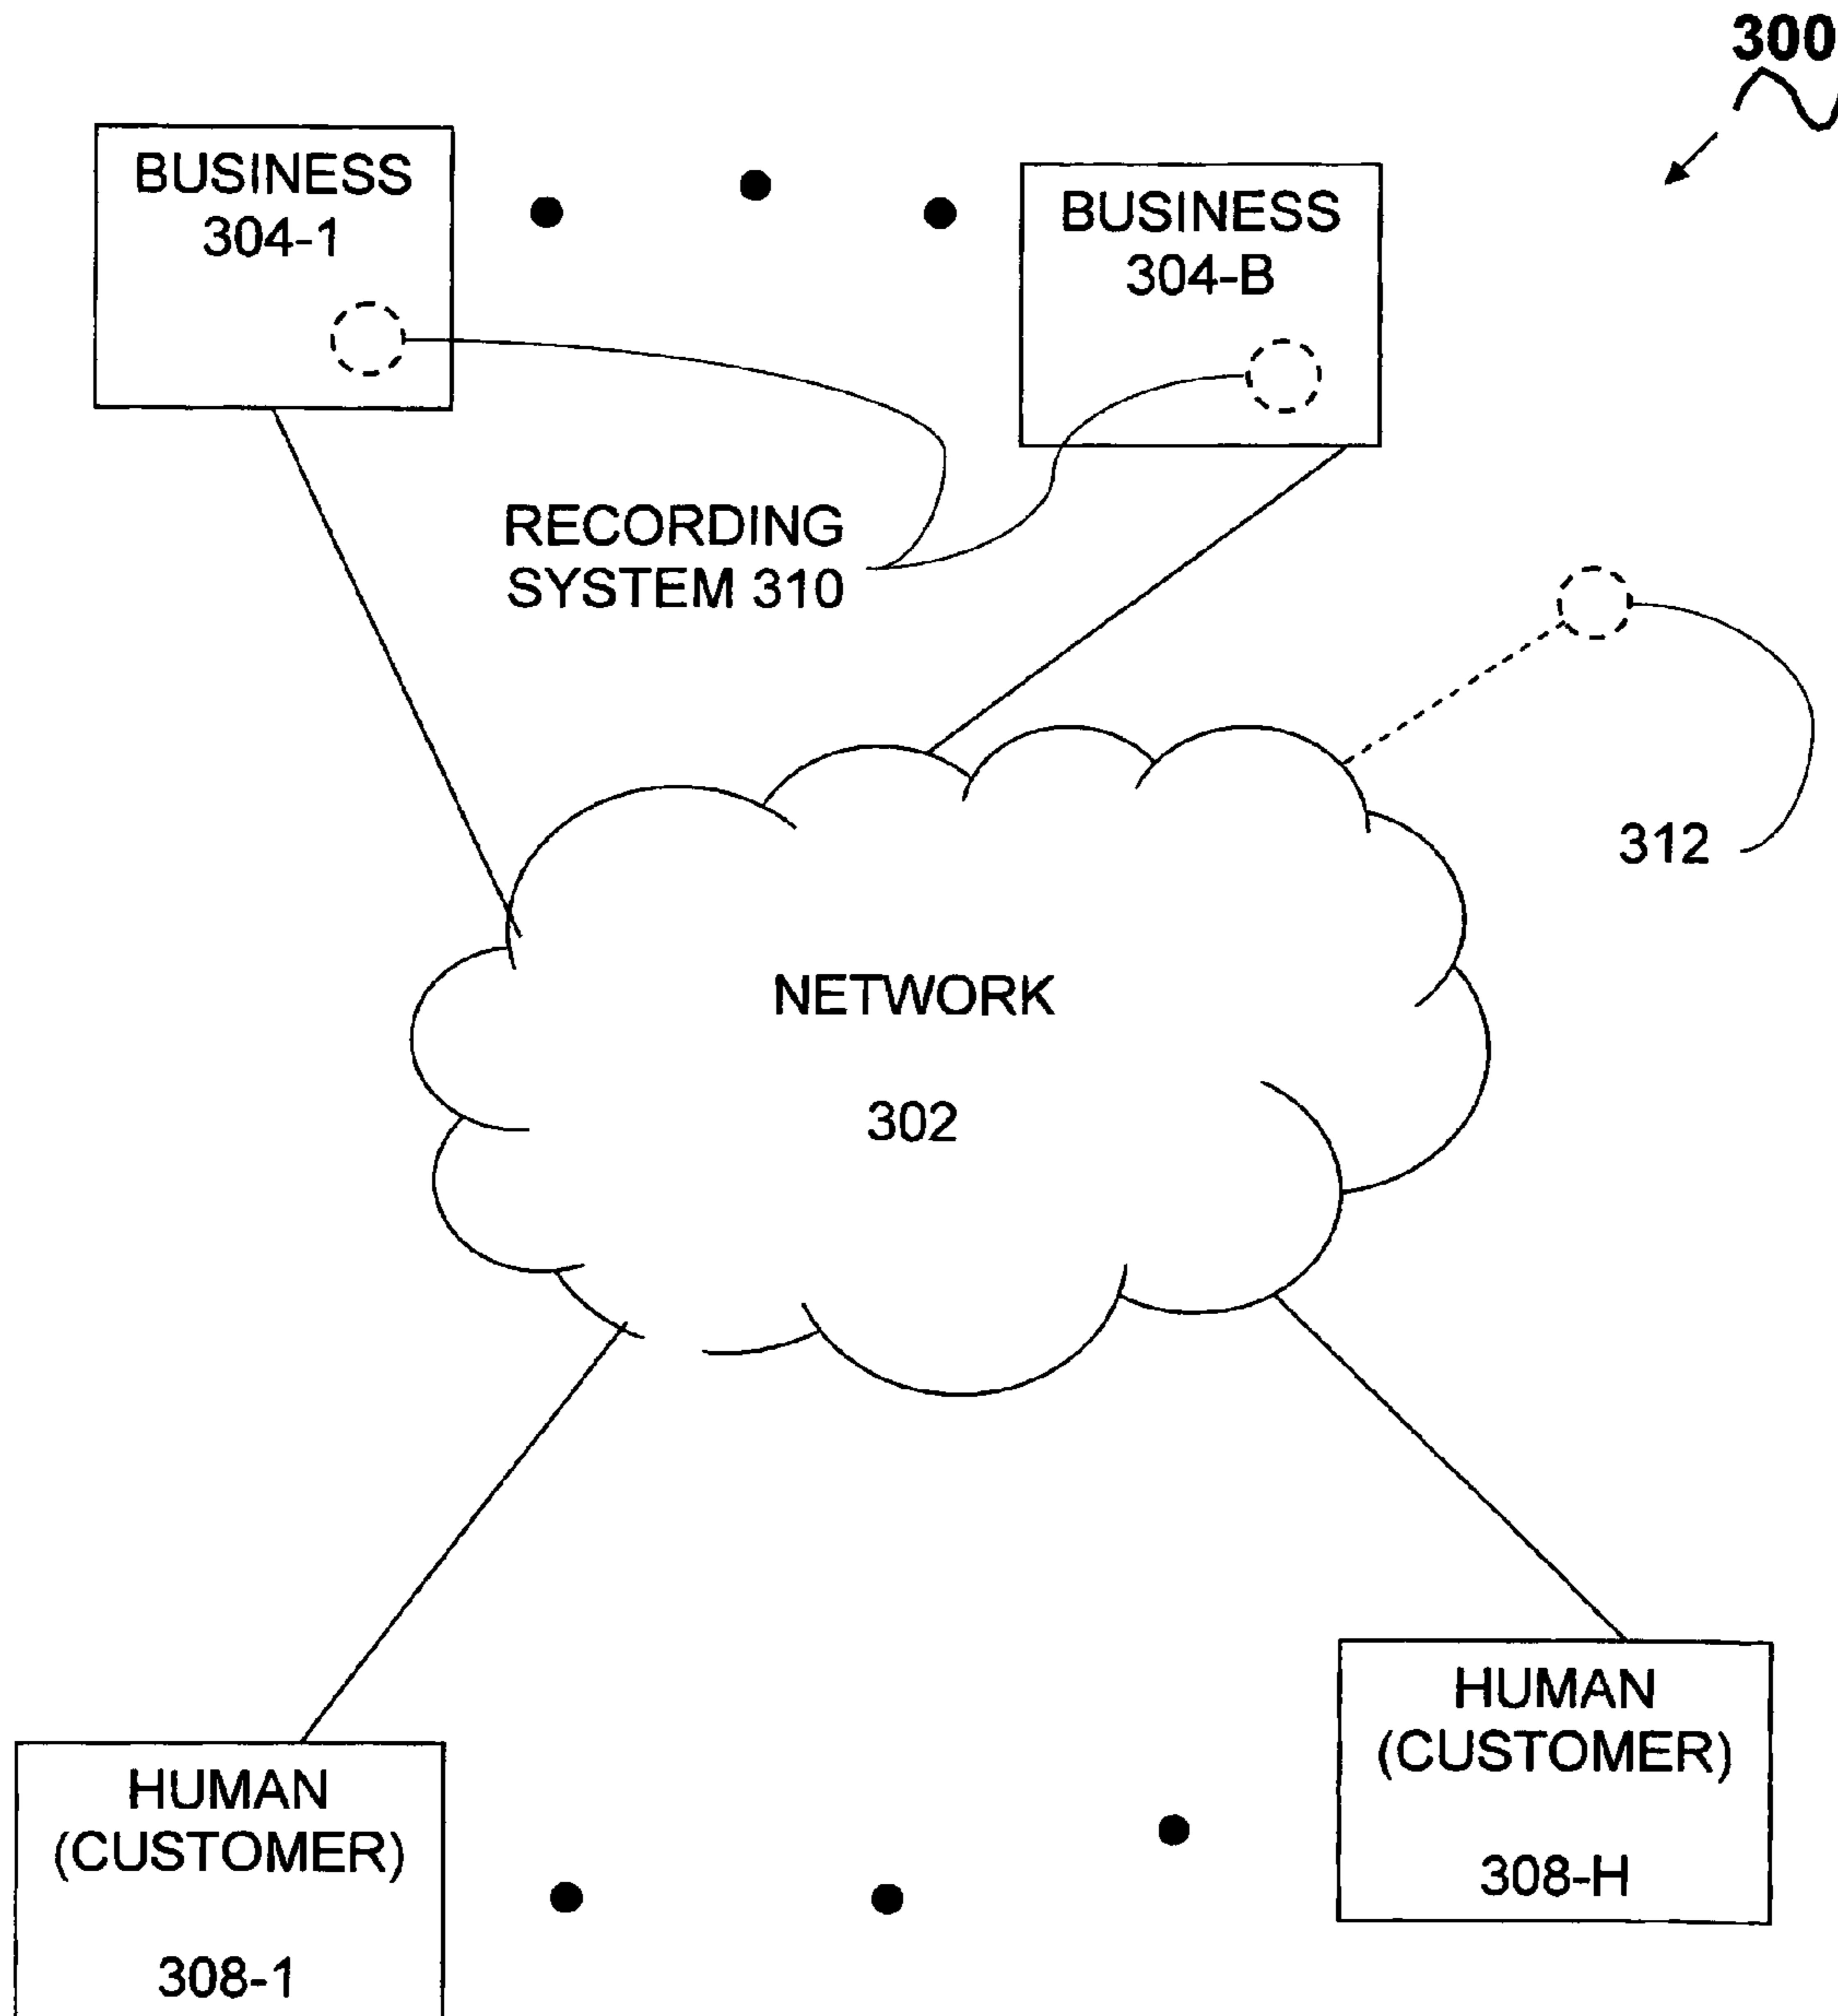 300
BUSINESS
304-1
BUSINESS
304-B
RECORDING
SYSTEM 310
312
NETWORK
302
HUMAN
(CUSTOMER)
308-H
HUMAN
(CUSTOMER)
308-1